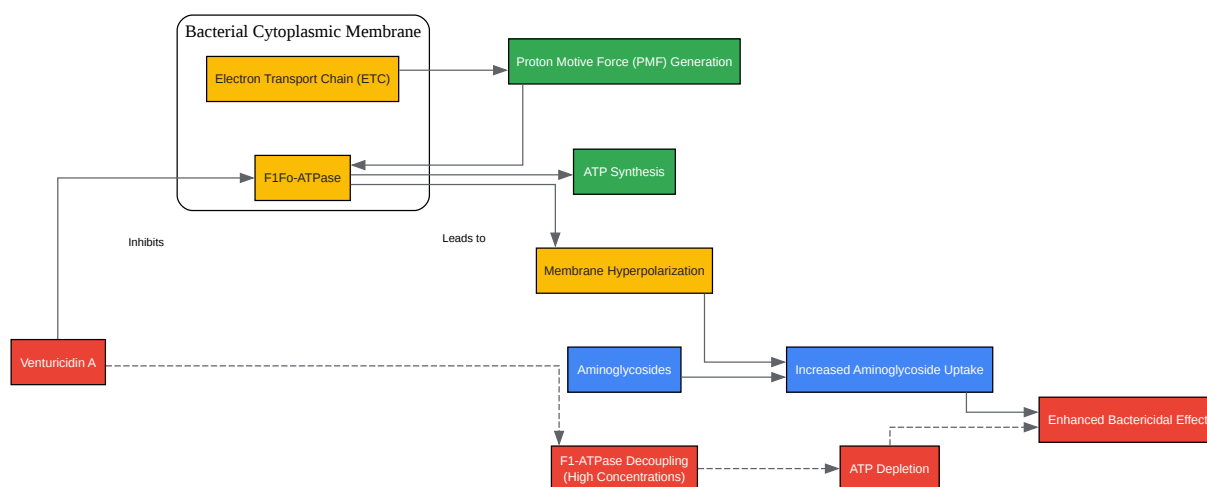 Bacterial Cytoplasmic Membrane
Electron Transport Chain (ETC)
Proton Motive Force (PMF) Generation
F1Fo-ATPase
ATP Synthesis
Inhibits
Leads to
Membrane Hyperpolarization
Venturicidin A
Aminoglycosides
Increased Aminoglycoside Uptake
Enhanced Bactericidal Effect
F1-ATPase Decoupling
(High Concentrations)
ATP Depletion